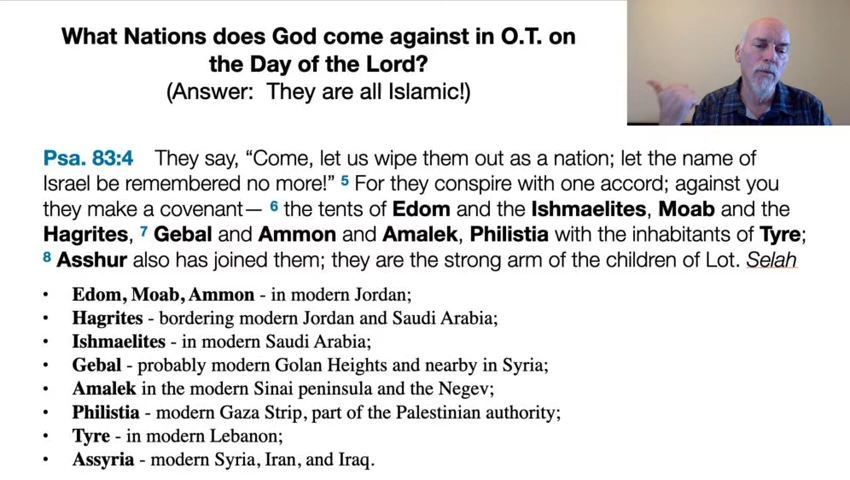 What Nations does God come against in O.T. on
the Day of the Lord?
(Answer:  They are all Islamic!)
Psa. 83:4 They say, “Come, let us wipe them out as a nation; let the name of
Israel be remembered no more!” 5 For they conspire with one accord; against you
they make a covenant— 6 the tents of Edom and the Ishmaelites, Moab and the
Hagrites, 7 Gebal and Ammon and Amalek, Philistia with the inhabitants of Tyre;
8 Asshur also has joined them; they are the strong arm of the children of Lot. Selah
• Edom, Moab, Ammon - in modern Jordan;
• Hagrites - bordering modern Jordan and Saudi Arabia;
• Ishmaelites - in modern Saudi Arabia;
• Gebal - probably modern Golan Heights and nearby in Syria;
• Amalek in the modern Sinai peninsula and the Negev;
• Philistia - modern Gaza Strip, part of the Palestinian authority;
• Tyre - in modern Lebanon;
• Assyria - modern Syria, Iran, and Iraq.